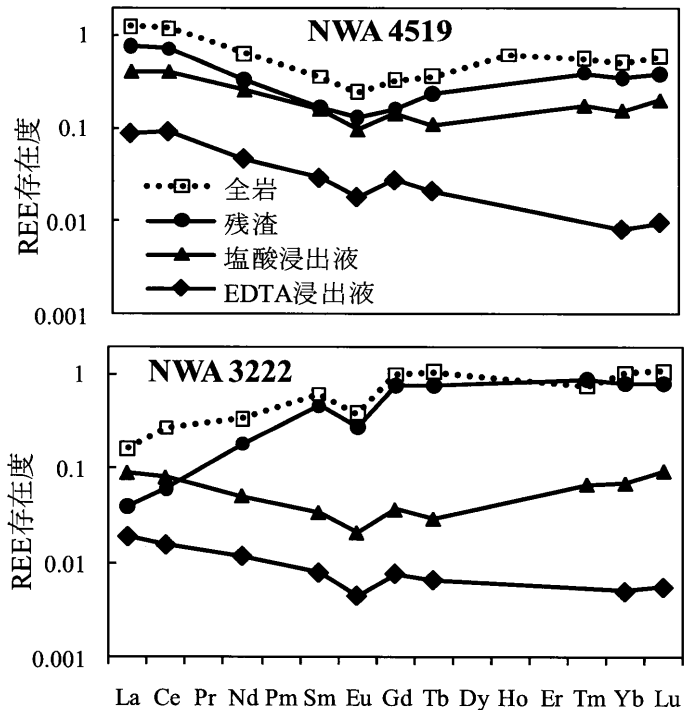 NWA 4519
1
0.1
0.01
0.001
REE存在度
全岩
残渣
塩酸浸出液
EDTA浸出液
NWA 3222
1
0.1
0.01
0.001
REE存在度
La Ce Pr Nd Pm Sm Eu Gd Tb Dy Ho Er Tm Yb Lu